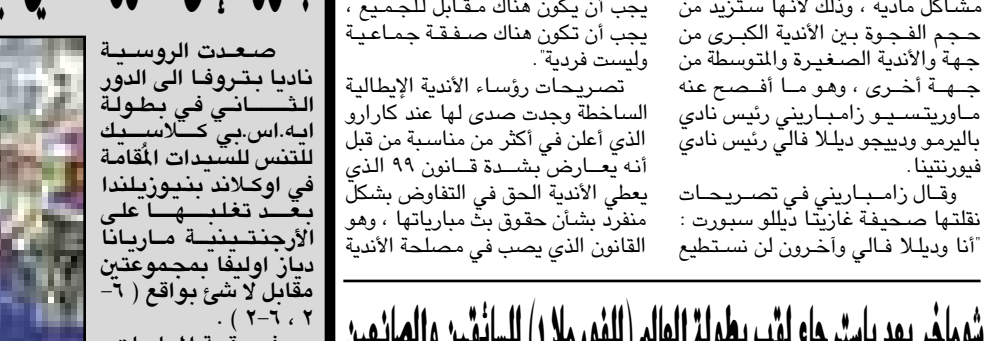 مشاكل مادية ، وذلك لأنها ستزيد من
حجم الفجوة بين الأندية الكبرى من
جهة والأندية الصغيرة والمتوسطة من
جهة أخرى ، وهو ما أفصح عنه
ماوريتسيو زامباريني رئيس نادي
باليرمو ودييجو ديللا فالي رئيس نادي
فيورنتينا .
وقال زامباريني في تصريحات
نقلتها صحيفة غازيتا ديللو سبورت :
"أنا وديللا فالي وآخرون لن نستطيع
يجب أن يكون هناك مقابل للجميع ،
يجب أن تكون هناك صفقة جماعية
وليست فردية".
تصريحات رؤساء الأندية الإيطالية
الساخطة وجدت صدى لها عند كارارو
الذي أعلن في أكثر من مناسبة من قبل
أنه يعارض بشدة قانون ٩٩ الذي
يعطي الأندية الحق في التفاوض بشكل
منفرد بشأن حقوق بث مبارياتها ، وهو
القانون الذي يصب في مصلحة الأندية
صعدت الروسية
ناديا بتروفا الى الدور
الثاني في بطولة
ايه.اس.بي كلاسيك
للتنس للسيدات المُقامة
في اوكلاند بنيوزيلندا
بعد تغلبها على
الأرجنتينية ماريانا
دياز اوليفا بمجموعتين
مقابل لا شئ بواقع ( ٦-
٢ ، ٦-٢ ) .
شوماخر يعد باسترجاع لقب بطولة العالم (للفورملا ١) للسائقين والصانعين